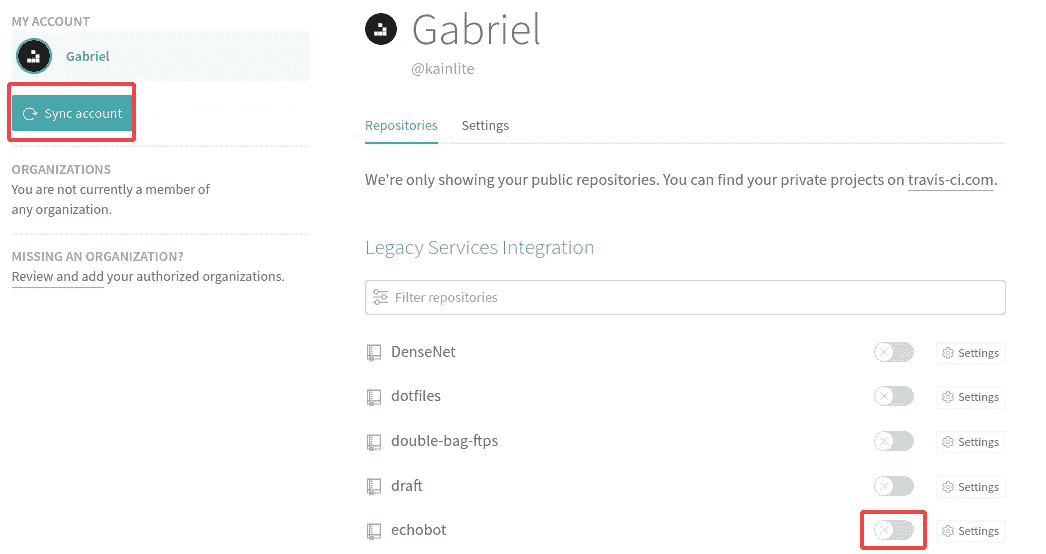 MY ACCOUNT
Gabriel
Sync account
ORGANIZATIONS
You are not currently a member of
any organization.
MISSING AN ORGANIZATION?
Review and add your authorized organizations.
Gabriel
@kainlite
Repositories Settings
We're only showing your public repositories. You can find your private projects on travis-ci.com.
Legacy Services Integration
Filter repositories
DenseNet Settings
dotfiles Settings
double-bag-ftps Settings
draft Settings
echobot Settings